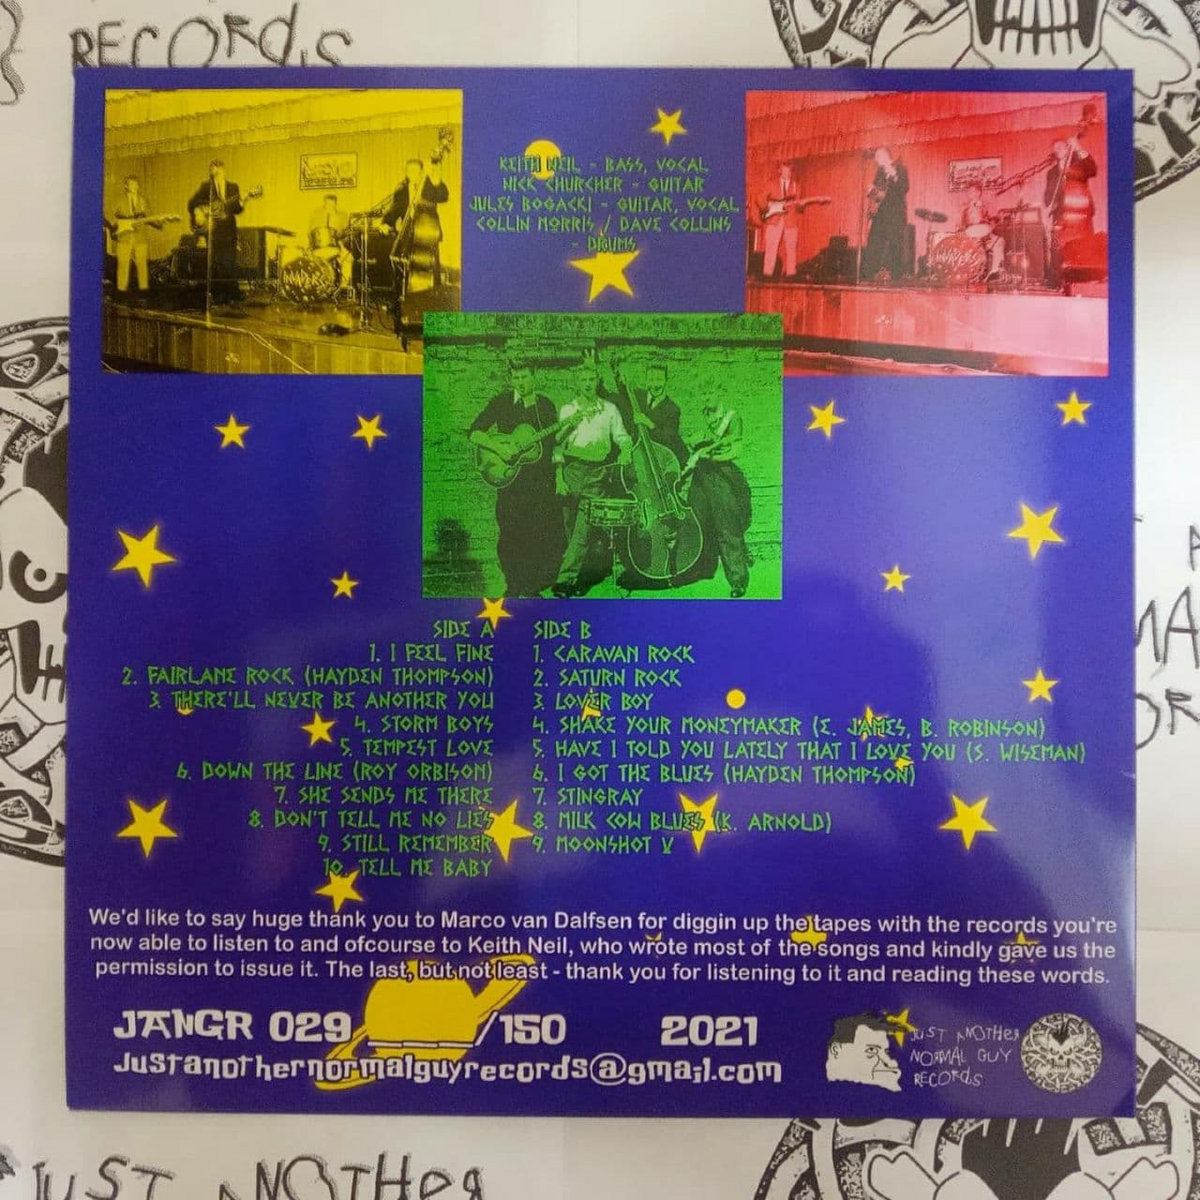 RECORdS
KEITH NEIL - BASS, VOCAL
NICK CHURCHER - GUITAR
JULES BOGACKI - GUITAR, VOCAL
COLLIN MORRIS / DAVE COLLINS
- DRUMS
INVADERS
SIDE A
1. I FEEL FINE
2. FAIRLANE ROCK (HAYDEN THOMPSON)
3. THERE'LL NEVER BE ANOTHER YOU
4. STORM BOYS
5. TEMPEST LOVE
6. DOWN THE LINE (ROY ORBISON)
7. SHE SENDS ME THERE
8. DON'T TELL ME NO LIES
9. STILL REMEMBER
10. TELL ME BABY
SIDE B
1. CARAVAN ROCK
2. SATURN ROCK
3. LOVER BOY
4. SHAKE YOUR MONEYMAKER (E. JAMES, B. ROBINSON)
5. HAVE I TOLD YOU LATELY THAT I LOVE YOU (S. WISEMAN)
6. I GOT THE BLUES (HAYDEN THOMPSON)
7. STINGRAY
8. MILK COW BLUES (K. ARNOLD)
9. MOONSHOT V
We'd like to say huge thank you to Marco van Dalfsen for diggin up the tapes with the records you're
now able to listen to and ofcourse to Keith Neil, who wrote most of the songs and kindly gave us the
permission to issue it. The last, but not least - thank you for listening to it and reading these words.
JANGR 029 ____/150 2021
justanothernormalguyrecords@gmail.com
JUST ANOTHER
NORMAL GUY
RECORdS
JUST ANOTHER